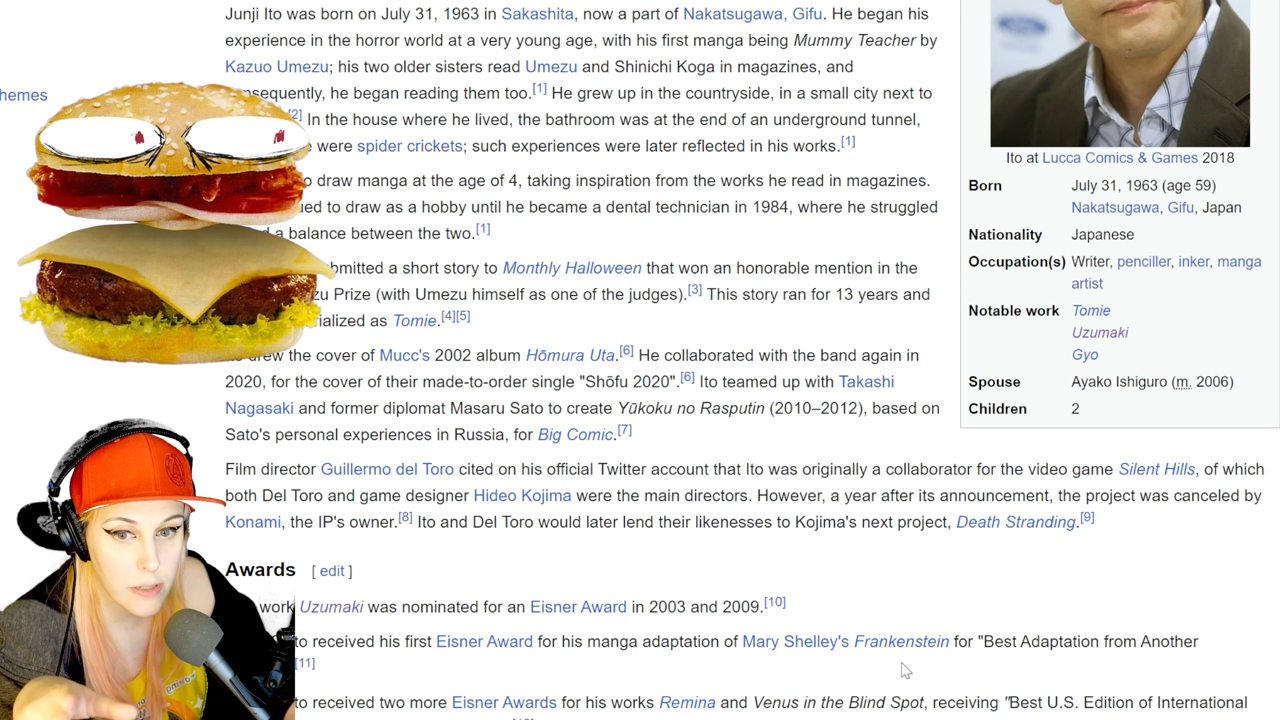 Junji Ito was born on July 31, 1963 in Sakashita, now a part of Nakatsugawa, Gifu. He began his
experience in the horror world at a very young age, with his first manga being Mummy Teacher by
Kazuo Umezu; his two older sisters read Umezu and Shinichi Koga in magazines, and
hemes
sequently, he began reading them too.[1] He grew up in the countryside, in a small city next to
[2] In the house where he lived, the bathroom was at the end of an underground tunnel,
e were spider crickets; such experiences were later reflected in his works.[1]
o draw manga at the age of 4, taking inspiration from the works he read in magazines.
ued to draw as a hobby until he became a dental technician in 1984, where he struggled
d a balance between the two.[1]
bmitted a short story to Monthly Halloween that won an honorable mention in the
zu Prize (with Umezu himself as one of the judges).[3] This story ran for 13 years and
ialized as Tomie.[4][5]
drew the cover of Mucc's 2002 album Hōmura Uta.[6] He collaborated with the band again in
2020, for the cover of their made-to-order single "Shōfu 2020".[6] Ito teamed up with Takashi
Nagasaki and former diplomat Masaru Sato to create Yūkoku no Rasputin (2010–2012), based on
Sato's personal experiences in Russia, for Big Comic.[7]
Film director Guillermo del Toro cited on his official Twitter account that Ito was originally a collaborator for the video game Silent Hills, of which
both Del Toro and game designer Hideo Kojima were the main directors. However, a year after its announcement, the project was canceled by
Konami, the IP's owner.[8] Ito and Del Toro would later lend their likenesses to Kojima's next project, Death Stranding.[9]
Awards [ edit ]
work Uzumaki was nominated for an Eisner Award in 2003 and 2009.[10]
to received his first Eisner Award for his manga adaptation of Mary Shelley's Frankenstein for "Best Adaptation from Another
[11]
to received two more Eisner Awards for his works Remina and Venus in the Blind Spot, receiving "Best U.S. Edition of International
Ito at Lucca Comics & Games 2018
Born July 31, 1963 (age 59)
Nakatsugawa, Gifu, Japan
Nationality Japanese
Occupation(s) Writer, penciller, inker, manga
artist
Notable work Tomie
Uzumaki
Gyo
Spouse Ayako Ishiguro (m. 2006)
Children 2